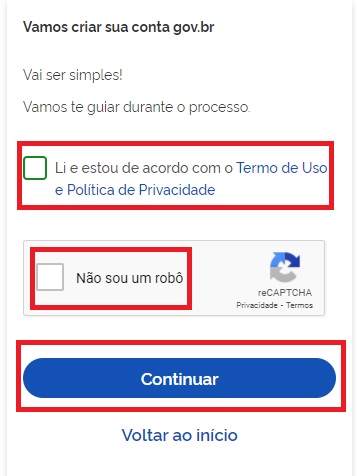 Vamos criar sua conta gov.br
Vai ser simples!
Vamos te guiar durante o processo.
Li e estou de acordo com o Termo de Uso
e Política de Privacidade
Não sou um robô
reCAPTCHA
Privacidade - Termos
Continuar
Voltar ao início